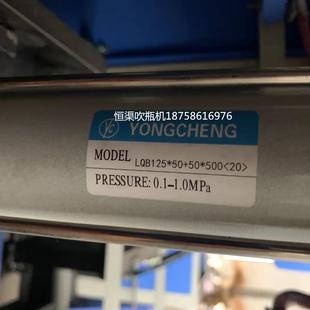 恒渠吹瓶机18758616976
YC YONGCHENG
MODEL LQB125*50+50*500<20>
PRESSURE: 0.1-1.0MPa